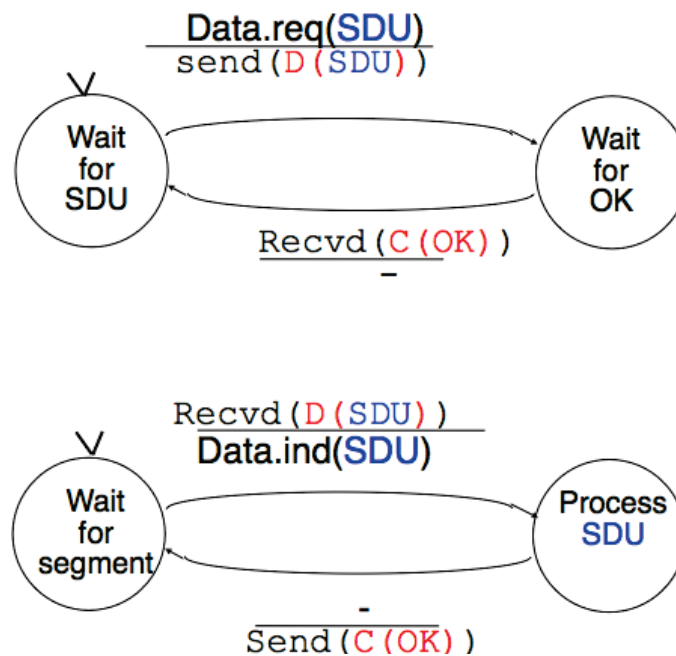 Data.req(SDU)
send(D(SDU))
Wait
for
SDU
Wait
for
OK
Recvd(C(OK))
-
Recvd(D(SDU))
Data.ind(SDU)
Wait
for
segment
Process
SDU
-
Send(C(OK))